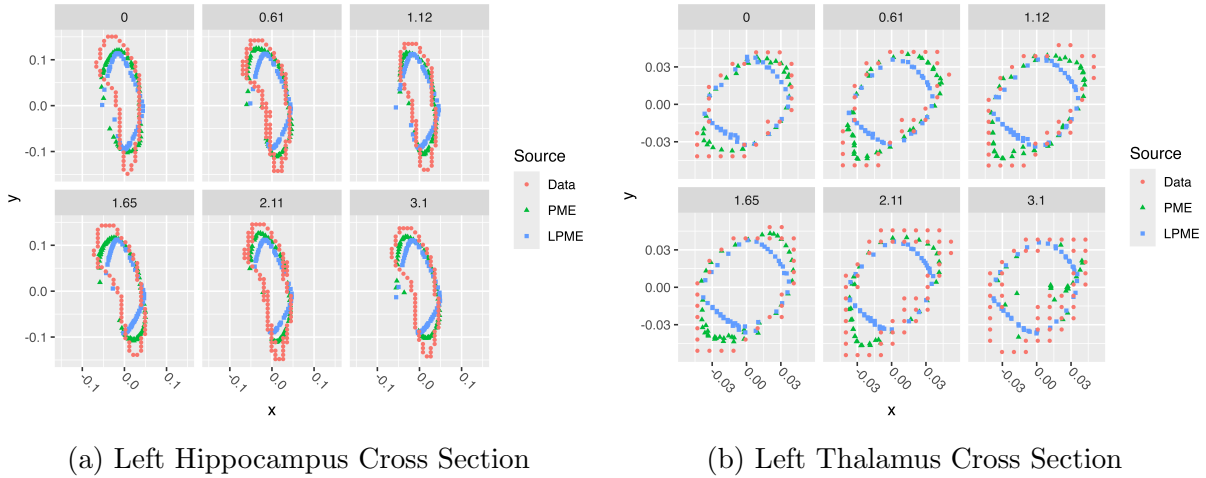 0 0.61 1.12
0.1
0.0
-0.1
1.65 2.11 3.1
0.1
0.0
-0.1
-0.1 0.0 0.1 -0.1 0.0 0.1 -0.1 0.0 0.1
x
y
Source
Data
PME
LPME
(a) Left Hippocampus Cross Section
0 0.61 1.12
0.03
0.00
-0.03
1.65 2.11 3.1
0.03
0.00
-0.03
-0.03 0.00 0.03 -0.03 0.00 0.03 -0.03 0.00 0.03
x
y
Source
Data
PME
LPME
(b) Left Thalamus Cross Section